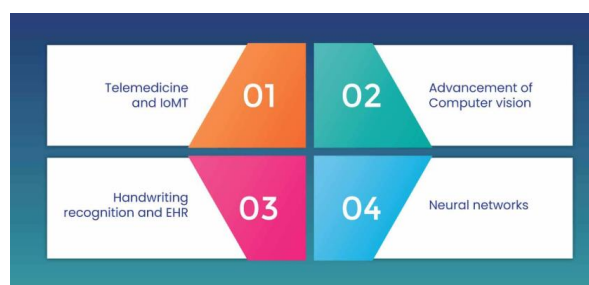 Telemedicine
and IoMT
01
02
Advancement of
Computer vision
Handwriting
recognition and EHR
03
04
Neural networks